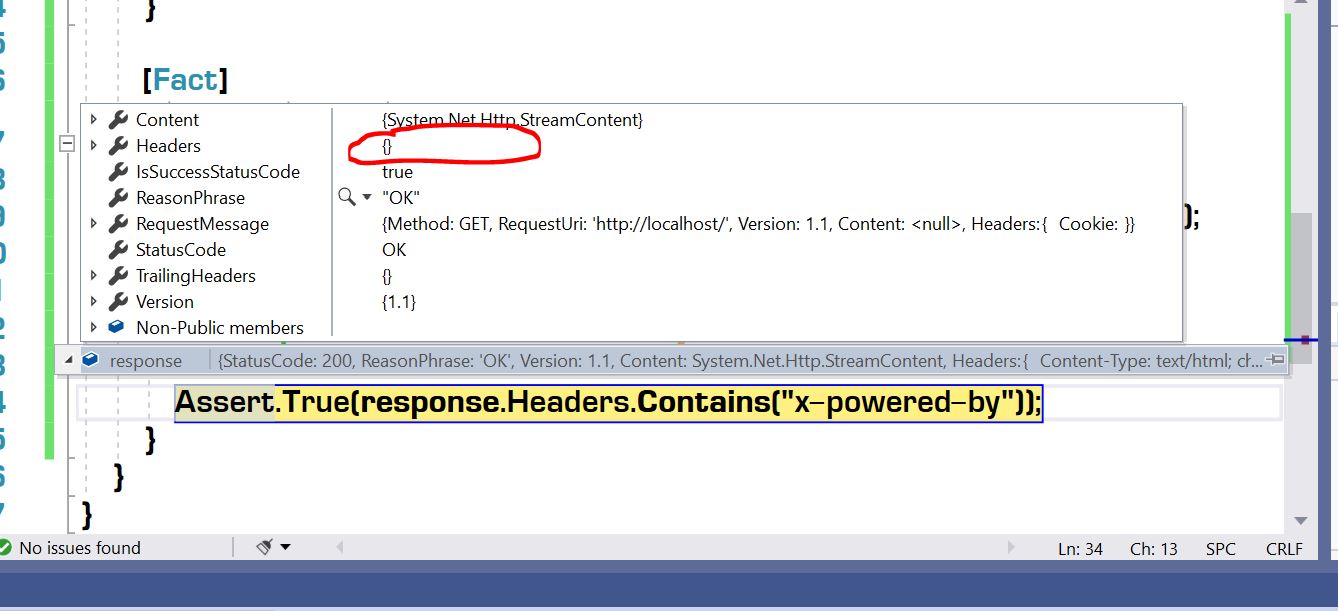 }
[Fact]
Content {System.Net.Http.StreamContent}
Headers {}
IsSuccessStatusCode true
ReasonPhrase "OK"
RequestMessage {Method: GET, RequestUri: 'http://localhost/', Version: 1.1, Content: <null>, Headers:{  Cookie: }}
);
StatusCode OK
TrailingHeaders {}
Version {1.1}
Non-Public members
response {StatusCode: 200, ReasonPhrase: 'OK', Version: 1.1, Content: System.Net.Http.StreamContent, Headers:{  Content-Type: text/html; ch...
Assert.True(response.Headers.Contains("x-powered-by"));
}
}
}
No issues found Ln: 34 Ch: 13 SPC CRLF